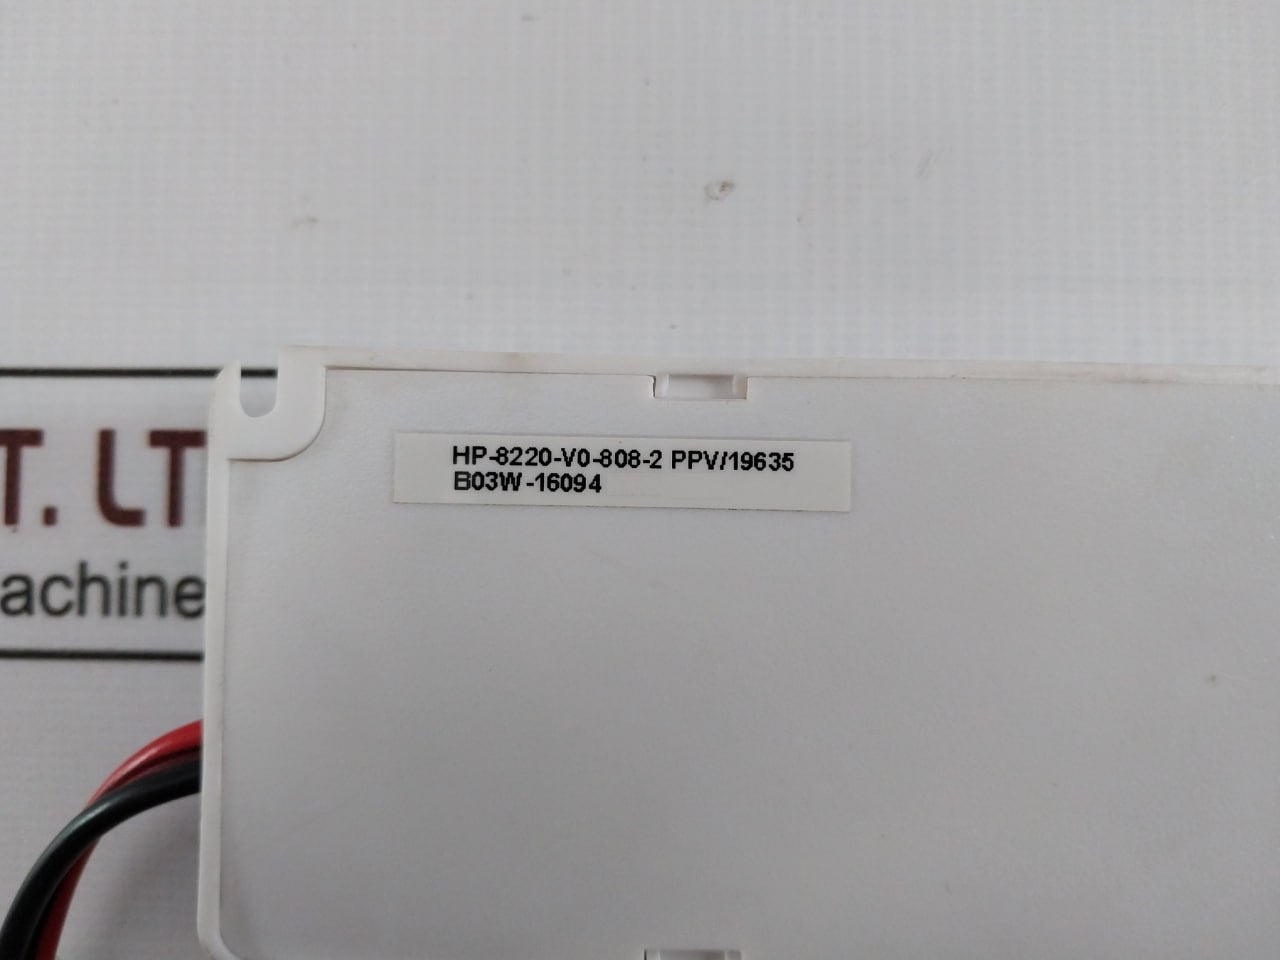 HP-8220-V0-808-2 PPV/19635
B03W-16094
T. LT
achine